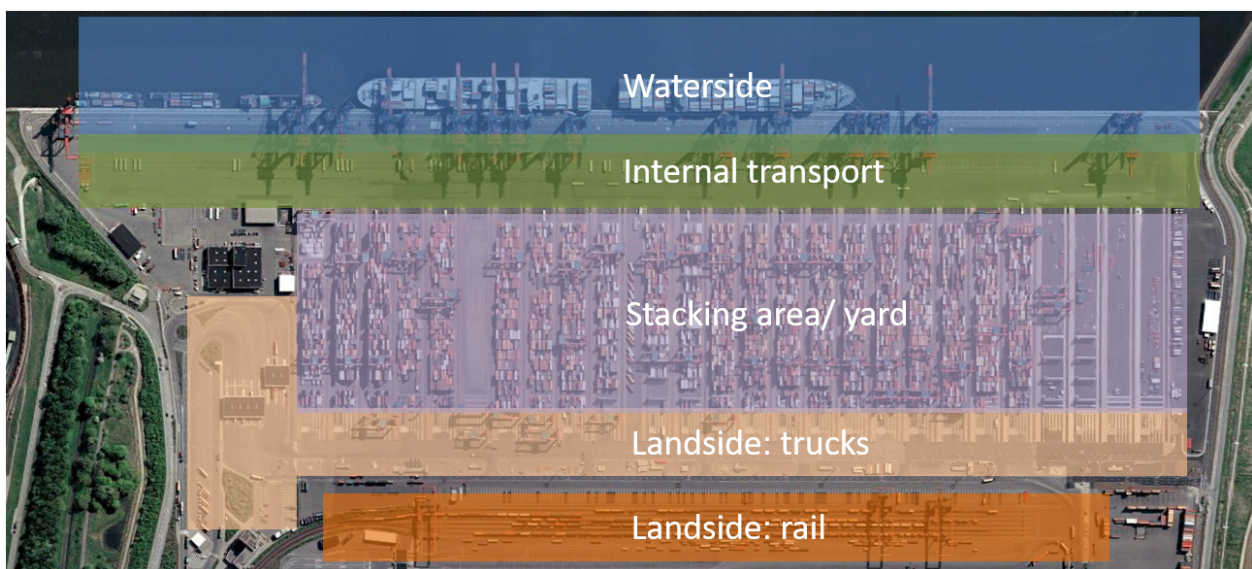 Waterside
Internal transport
Stacking area/ yard
Landside: trucks
Landside: rail